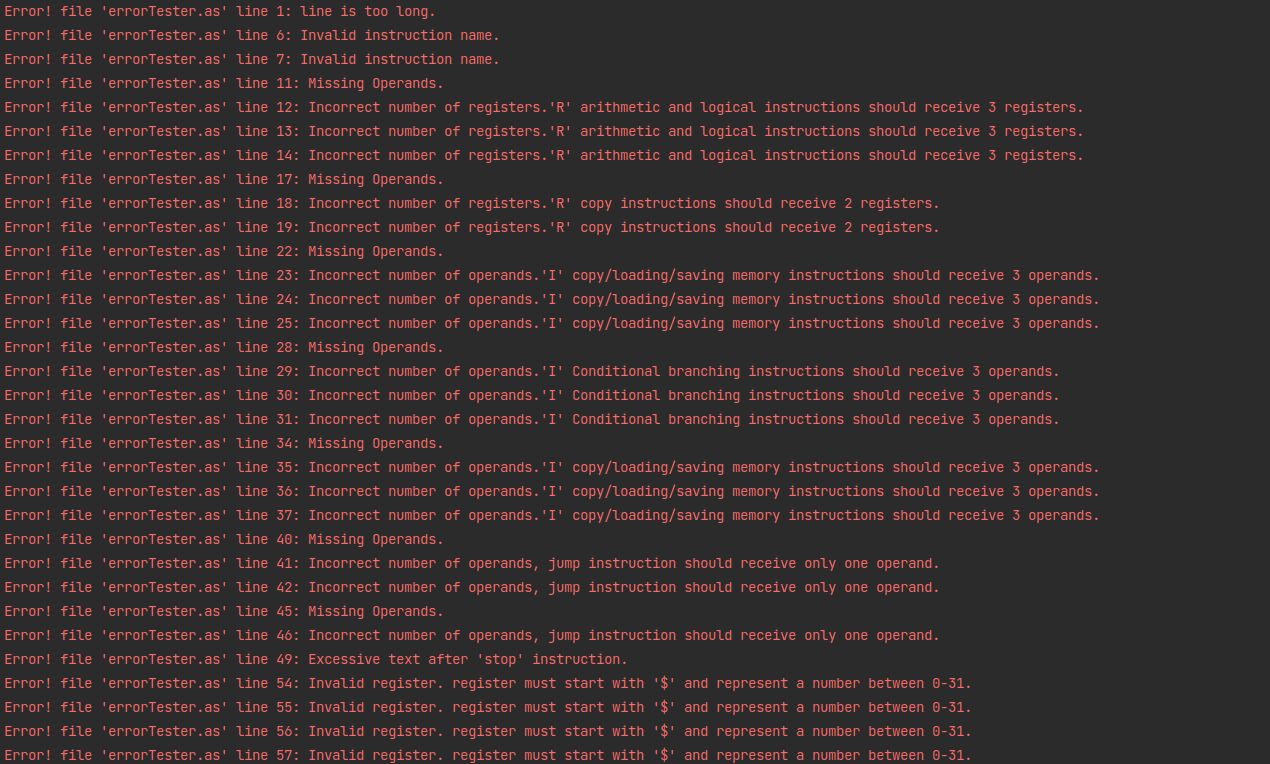 Error! file 'errorTester.as' line 1: line is too long.
Error! file 'errorTester.as' line 6: Invalid instruction name.
Error! file 'errorTester.as' line 7: Invalid instruction name.
Error! file 'errorTester.as' line 11: Missing Operands.
Error! file 'errorTester.as' line 12: Incorrect number of registers.'R' arithmetic and logical instructions should receive 3 registers.
Error! file 'errorTester.as' line 13: Incorrect number of registers.'R' arithmetic and logical instructions should receive 3 registers.
Error! file 'errorTester.as' line 14: Incorrect number of registers.'R' arithmetic and logical instructions should receive 3 registers.
Error! file 'errorTester.as' line 17: Missing Operands.
Error! file 'errorTester.as' line 18: Incorrect number of registers.'R' copy instructions should receive 2 registers.
Error! file 'errorTester.as' line 19: Incorrect number of registers.'R' copy instructions should receive 2 registers.
Error! file 'errorTester.as' line 22: Missing Operands.
Error! file 'errorTester.as' line 23: Incorrect number of operands.'I' copy/loading/saving memory instructions should receive 3 operands.
Error! file 'errorTester.as' line 24: Incorrect number of operands.'I' copy/loading/saving memory instructions should receive 3 operands.
Error! file 'errorTester.as' line 25: Incorrect number of operands.'I' copy/loading/saving memory instructions should receive 3 operands.
Error! file 'errorTester.as' line 28: Missing Operands.
Error! file 'errorTester.as' line 29: Incorrect number of operands.'I' Conditional branching instructions should receive 3 operands.
Error! file 'errorTester.as' line 30: Incorrect number of operands.'I' Conditional branching instructions should receive 3 operands.
Error! file 'errorTester.as' line 31: Incorrect number of operands.'I' Conditional branching instructions should receive 3 operands.
Error! file 'errorTester.as' line 34: Missing Operands.
Error! file 'errorTester.as' line 35: Incorrect number of operands.'I' copy/loading/saving memory instructions should receive 3 operands.
Error! file 'errorTester.as' line 36: Incorrect number of operands.'I' copy/loading/saving memory instructions should receive 3 operands.
Error! file 'errorTester.as' line 37: Incorrect number of operands.'I' copy/loading/saving memory instructions should receive 3 operands.
Error! file 'errorTester.as' line 40: Missing Operands.
Error! file 'errorTester.as' line 41: Incorrect number of operands, jump instruction should receive only one operand.
Error! file 'errorTester.as' line 42: Incorrect number of operands, jump instruction should receive only one operand.
Error! file 'errorTester.as' line 45: Missing Operands.
Error! file 'errorTester.as' line 46: Incorrect number of operands, jump instruction should receive only one operand.
Error! file 'errorTester.as' line 49: Excessive text after 'stop' instruction.
Error! file 'errorTester.as' line 54: Invalid register. register must start with '$' and represent a number between 0-31.
Error! file 'errorTester.as' line 55: Invalid register. register must start with '$' and represent a number between 0-31.
Error! file 'errorTester.as' line 56: Invalid register. register must start with '$' and represent a number between 0-31.
Error! file 'errorTester.as' line 57: Invalid register. register must start with '$' and represent a number between 0-31.